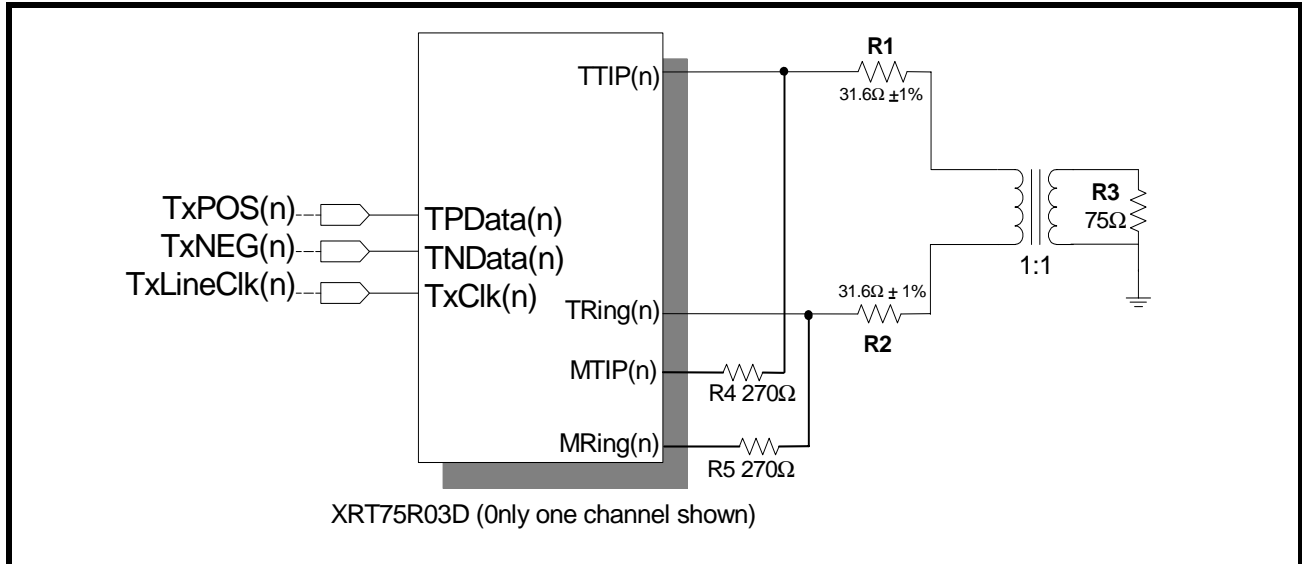 R1
TTIP(n)
31.6Ω ±1%
TxPOS(n)
TPData(n)
R3
75Ω
TxNEG(n)
TNData(n)
1:1
TxLineClk(n)
TxClk(n)
31.6Ω ± 1%
TRing(n)
R2
MTIP(n)
R4 270Ω
MRing(n)
R5 270Ω
XRT75R03D (0nly one channel shown)